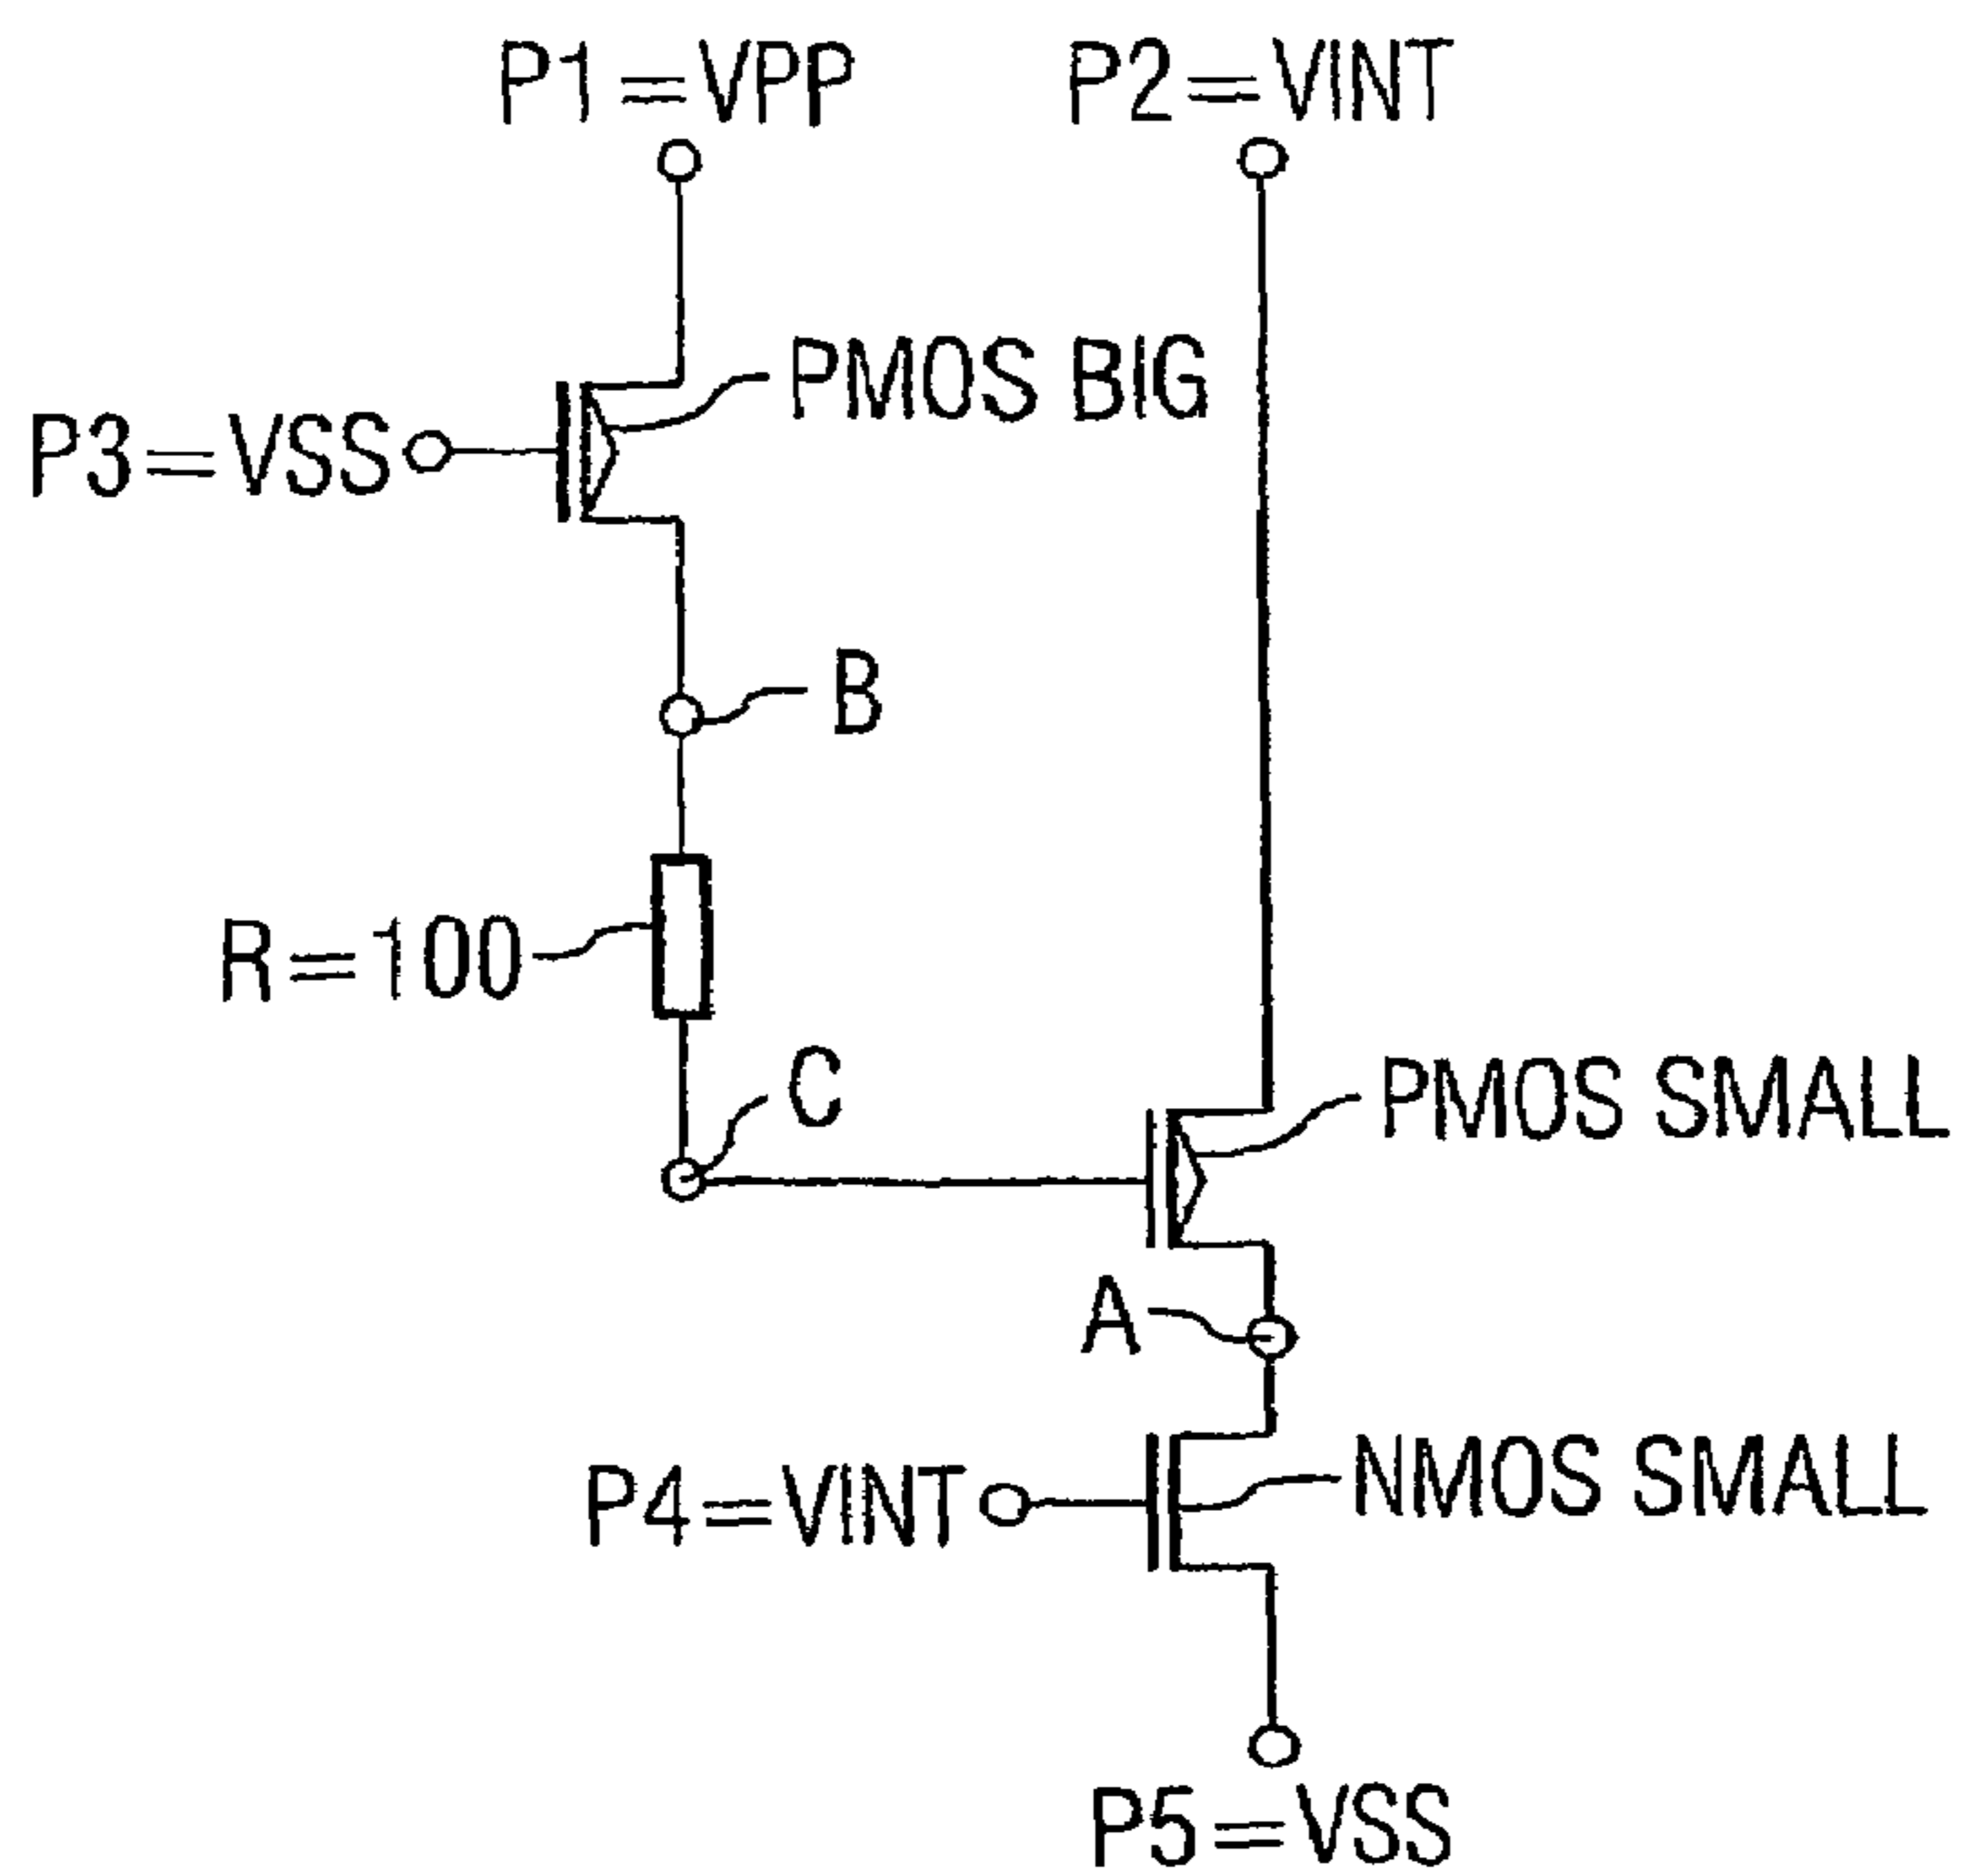 P1=VPP
P2=VINT
PMOS BIG
P3=VSS
B
R=100
C
PMOS SMALL
A
NMOS SMALL
P4=VINT
P5=VSS